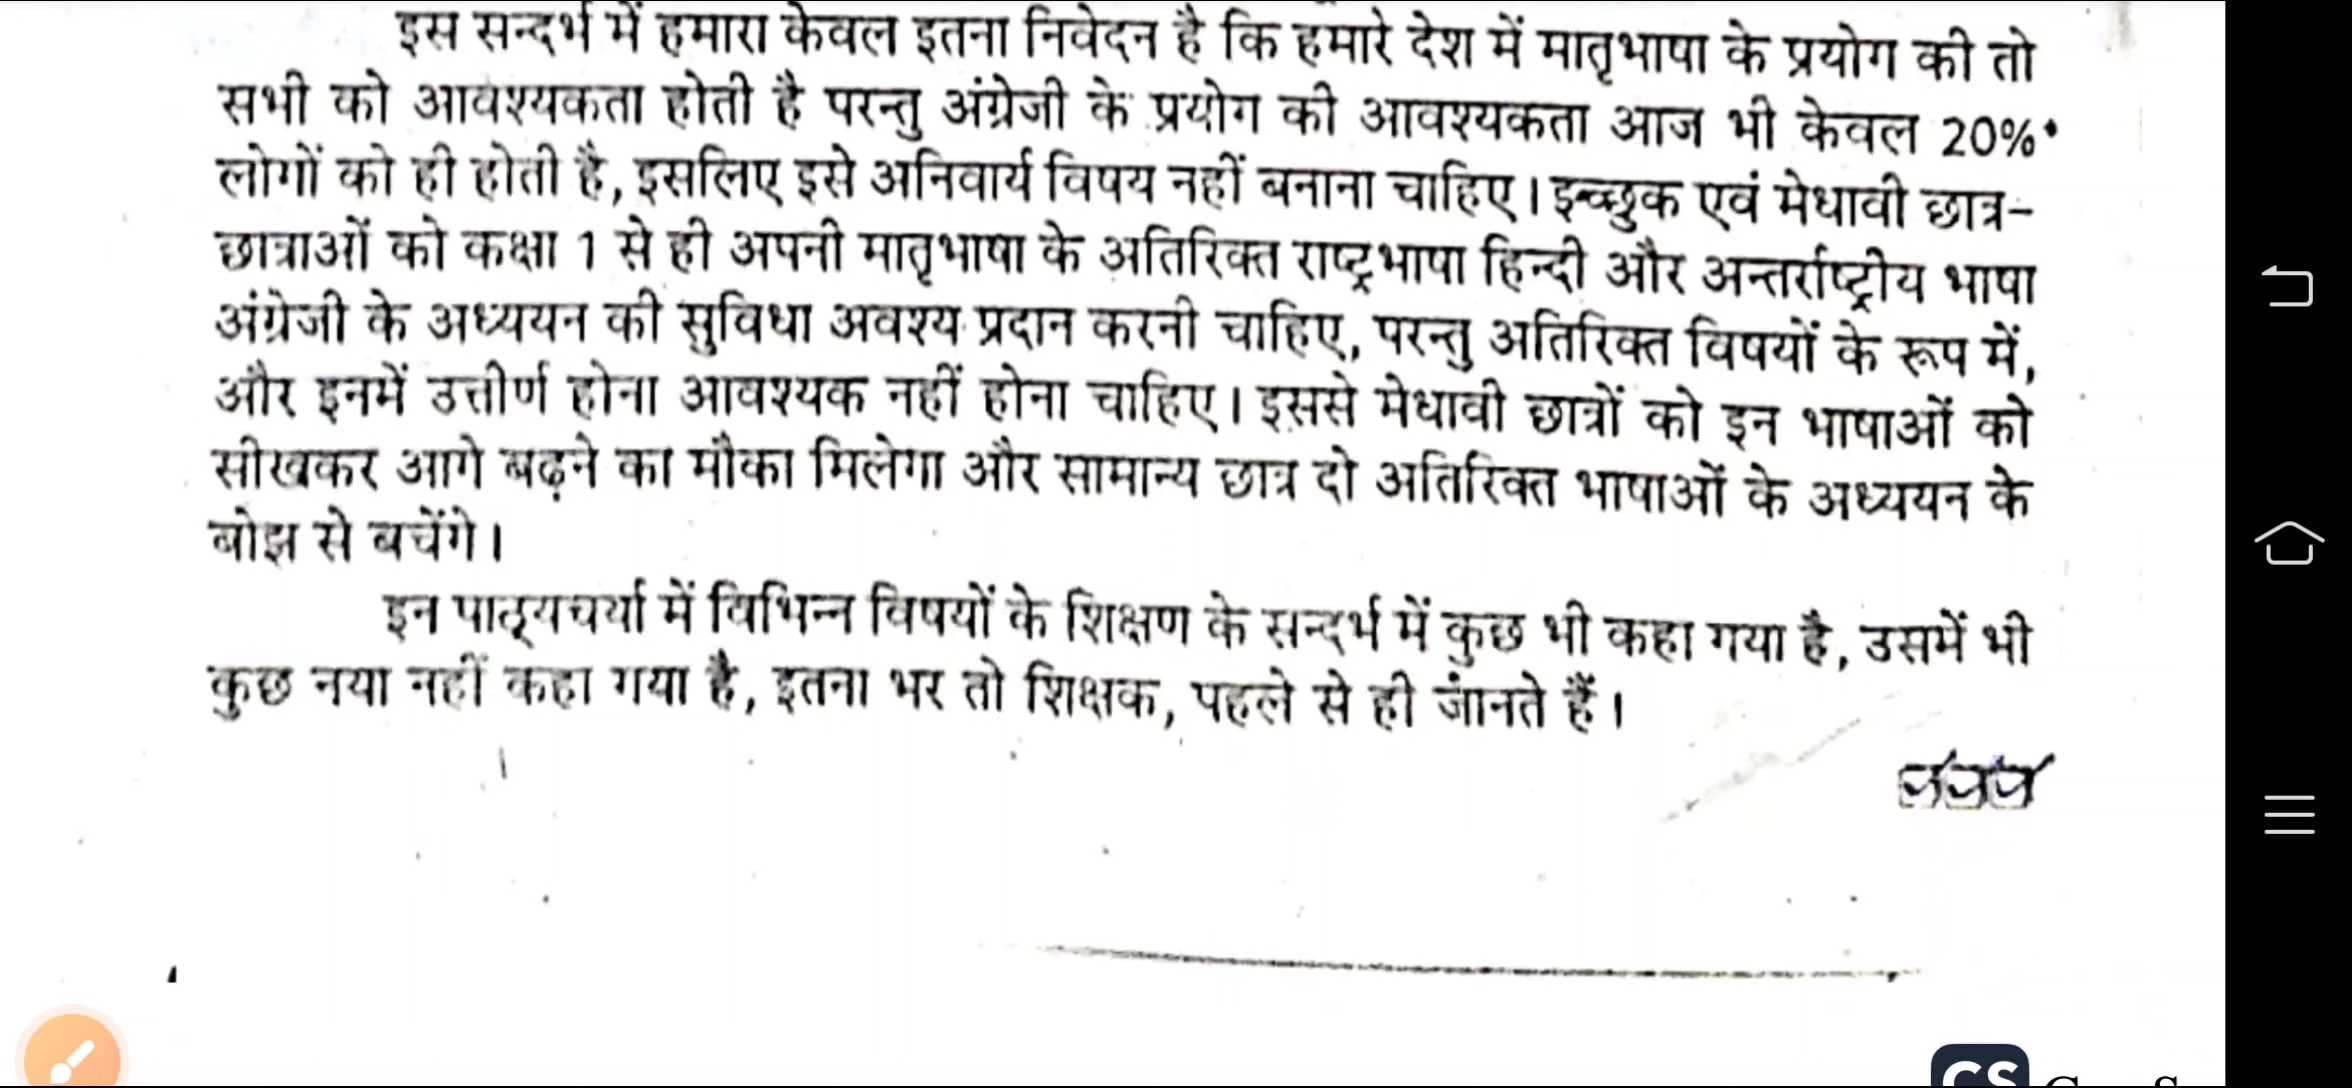 इस सन्दर्भ में हमारा केवल इतना निवेदन है कि हमारे देश में मातृभाषा के प्रयोग की तो
सभी को आवश्यकता होती है परन्तु अंग्रेजी के प्रयोग की आवश्यकता आज भी केवल 20%
लोगों को ही होती है, इसलिए इसे अनिवार्य विषय नहीं बनाना चाहिए। इच्छुक एवं मेधावी छात्र-
छात्राओं को कक्षा 1 से ही अपनी मातृभाषा के अतिरिक्त राष्ट्रभाषा हिन्दी और अन्तर्राष्ट्रीय भाषा
अंग्रेजी के अध्ययन की सुविधा अवश्य प्रदान करनी चाहिए, परन्तु अतिरिक्त विषयों के रूप में,
और इनमें उत्तीर्ण होना आवश्यक नहीं होना चाहिए। इससे मेधावी छात्रों को इन भाषाओं को
सीखकर आगे बढ़ने का मौका मिलेगा और सामान्य छात्र दो अतिरिक्त भाषाओं के अध्ययन के
बोझ से बचेंगे।
इन पाठ्यचर्या में विभिन्न विषयों के शिक्षण के सन्दर्भ में कुछ भी कहा गया है, उसमें भी
कुछ नया नहीं कहा गया है, इतना भर तो शिक्षक, पहले से ही जानते हैं।
CS